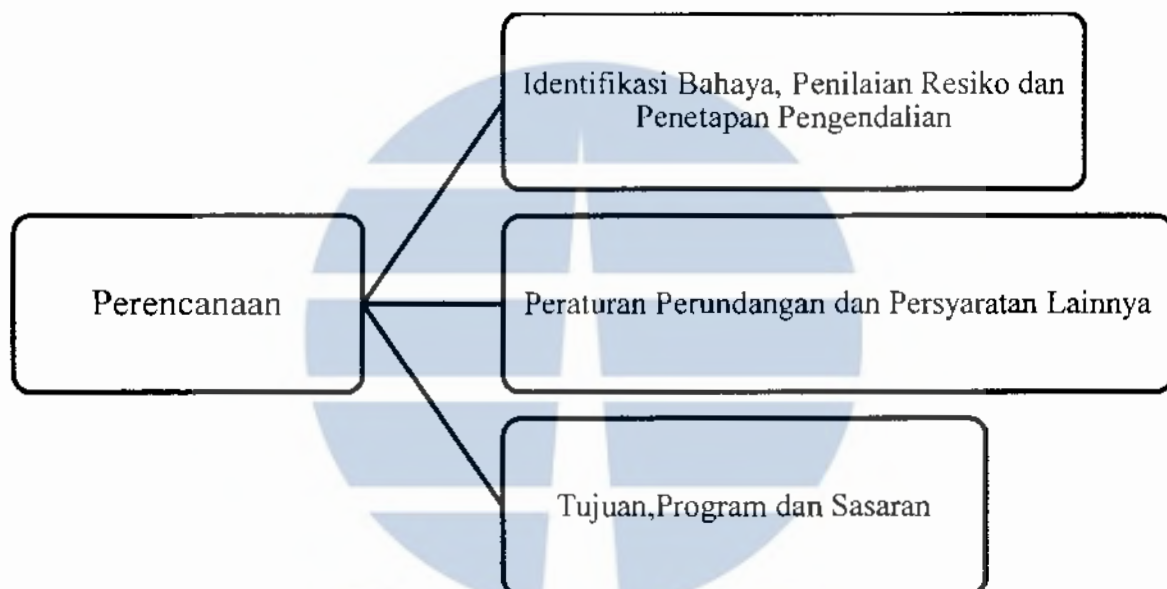 Identifikasi Bahaya, Penilaian Resiko dan
Penetapan Pengendalian
Perencanaan
Peraturan Perundangan dan Persyaratan Lainnya
Tujuan,Program dan Sasaran